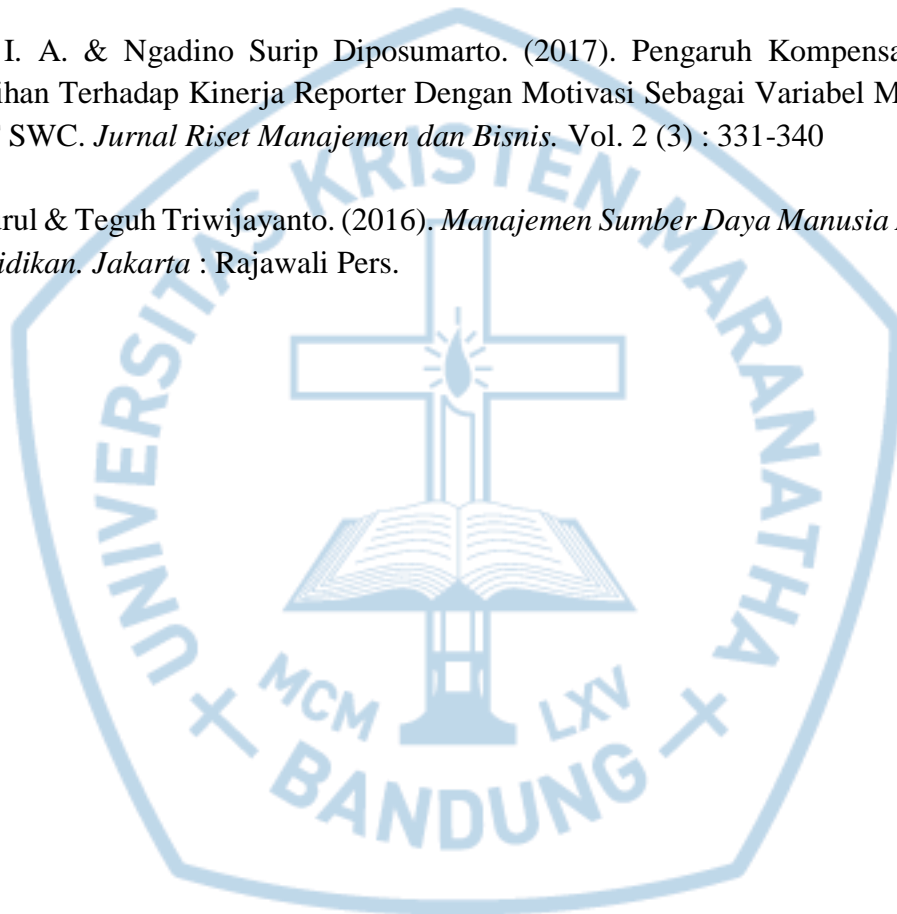 I. A. & Ngadino Surip Diposumarto. (2017). Pengaruh Kompensa
ihan Terhadap Kinerja Reporter Dengan Motivasi Sebagai Variabel M
SWC. Jurnal Riset Manajemen dan Bisnis. Vol. 2 (3) : 331-340
rul & Teguh Triwijayanto. (2016). Manajemen Sumber Daya Manusia
idikan. Jakarta : Rajawali Pers.
UNIVERSITAS KRISTEN MARANATHA
MCM LXV
BANDUNG